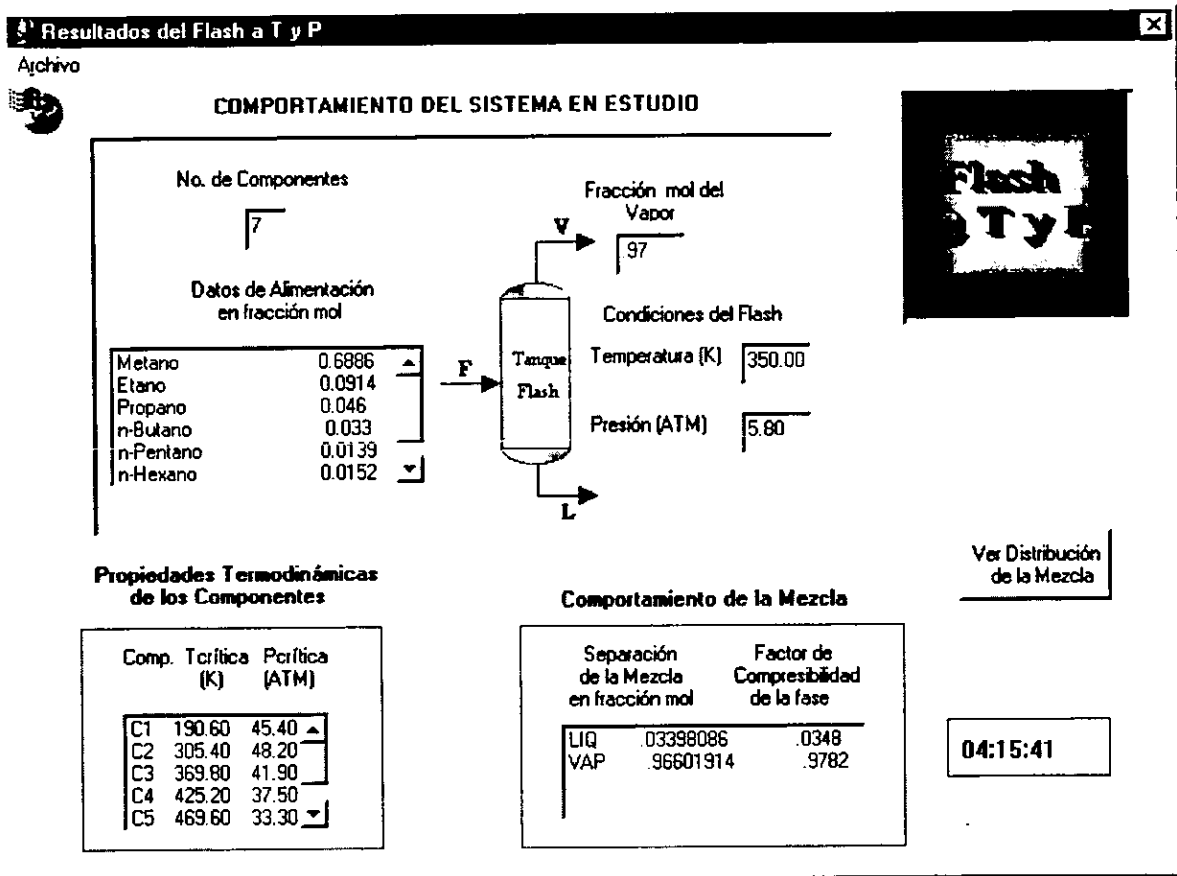 Resultados del Flash a T y P
Archivo
COMPORTAMIENTO DEL SISTEMA EN ESTUDIO
No. de Componentes
7
Datos de Alimentación
en fracción mol
Metano 0.6886
Etano 0.0914
Propano 0.046
n-Butano 0.033
n-Pentano 0.0139
n-Hexano 0.0152
F
V
Tanque
Flash
L
Fracción mol del
Vapor
.97
Condiciones del Flash
Temperatura (K) 350.00
Presión (ATM) 5.80
Flash
a T y P
Ver Distribución
de la Mezcla
Propiedades Termodinámicas
de los Componentes
Comp. Tcrítica Pcrítica
(K) (ATM)
C1 190.60 45.40
C2 305.40 48.20
C3 369.80 41.90
C4 425.20 37.50
C5 469.60 33.30
Comportamiento de la Mezcla
Separación Factor de
de la Mezcla Compresibilidad
en fracción mol de la fase
LIQ .03398086 .0348
VAP .96601914 .9782
04:15:41